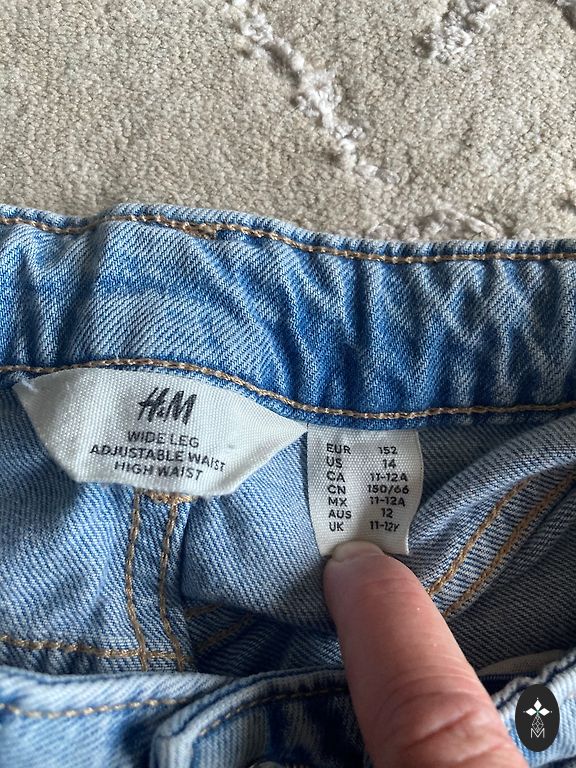 H&M
WIDE LEG
ADJUSTABLE WAIST
HIGH WAIST
EUR 152
US 14
CA 11-12A
CN 150/66
MX 11-12A
AUS 12
UK 11-12Y
M